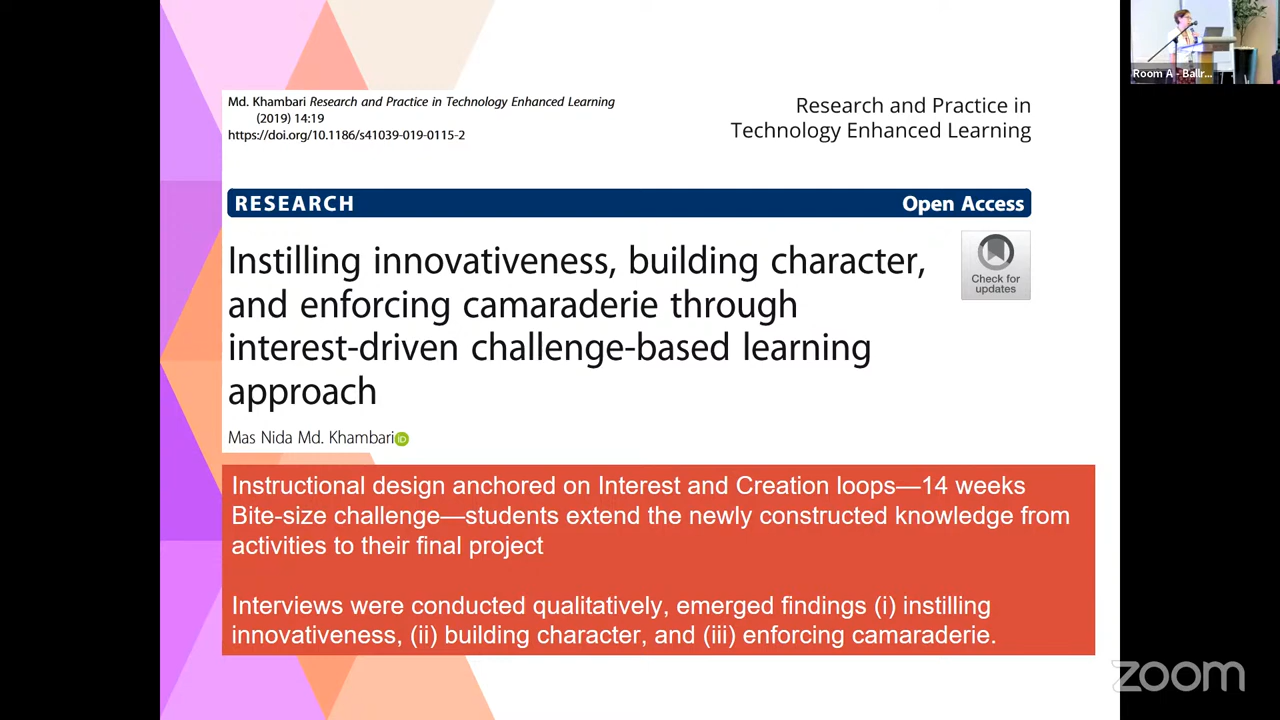 Md. Khambari Research and Practice in Technology Enhanced Learning
(2019) 14:19
https://doi.org/10.1186/s41039-019-0115-2
Research and Practice in
Technology Enhanced Learning
RESEARCH
Open Access
Instilling innovativeness, building character,
and enforcing camaraderie through
interest-driven challenge-based learning
approach
Check for
updates
Mas Nida Md. Khambari
iD
Instructional design anchored on Interest and Creation loops—14 weeks
Bite-size challenge—students extend the newly constructed knowledge from
activities to their final project
Interviews were conducted qualitatively, emerged findings (i) instilling
innovativeness, (ii) building character, and (iii) enforcing camaraderie.
Room A - Ballr...
zoom